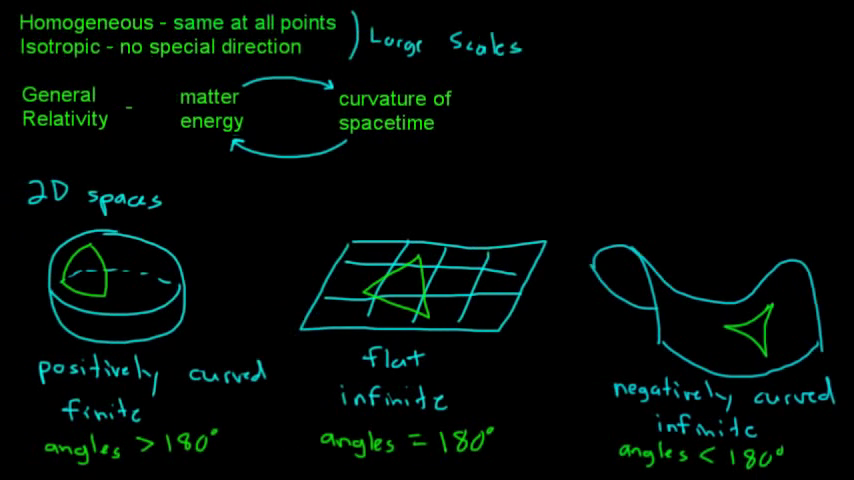 Homogeneous - same at all points
Isotropic - no special direction
Large Scales
General Relativity - matter energy
curvature of spacetime
2D spaces
positively curved
finite
angles > 180°
flat
infinite
angles = 180°
negatively curved
infinite
angles < 180°